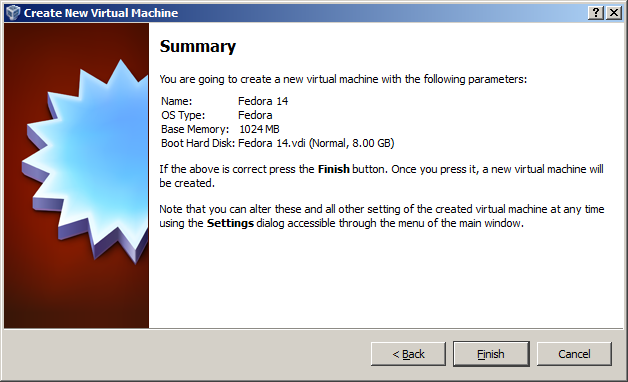 Create New Virtual Machine
Summary
You are going to create a new virtual machine with the following parameters:
Name: Fedora 14
OS Type: Fedora
Base Memory: 1024 MB
Boot Hard Disk: Fedora 14.vdi (Normal, 8.00 GB)
If the above is correct press the Finish button. Once you press it, a new virtual machine will
be created.
Note that you can alter these and all other setting of the created virtual machine at any time
using the Settings dialog accessible through the menu of the main window.
< Back Finish Cancel